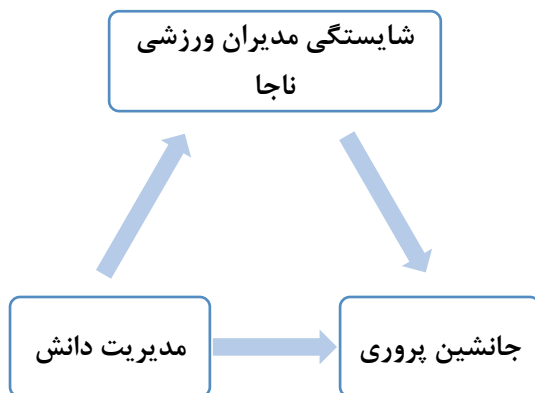 شایستگی مدیران ورزشی
ناجا
جانشین پروری
مدیریت دانش